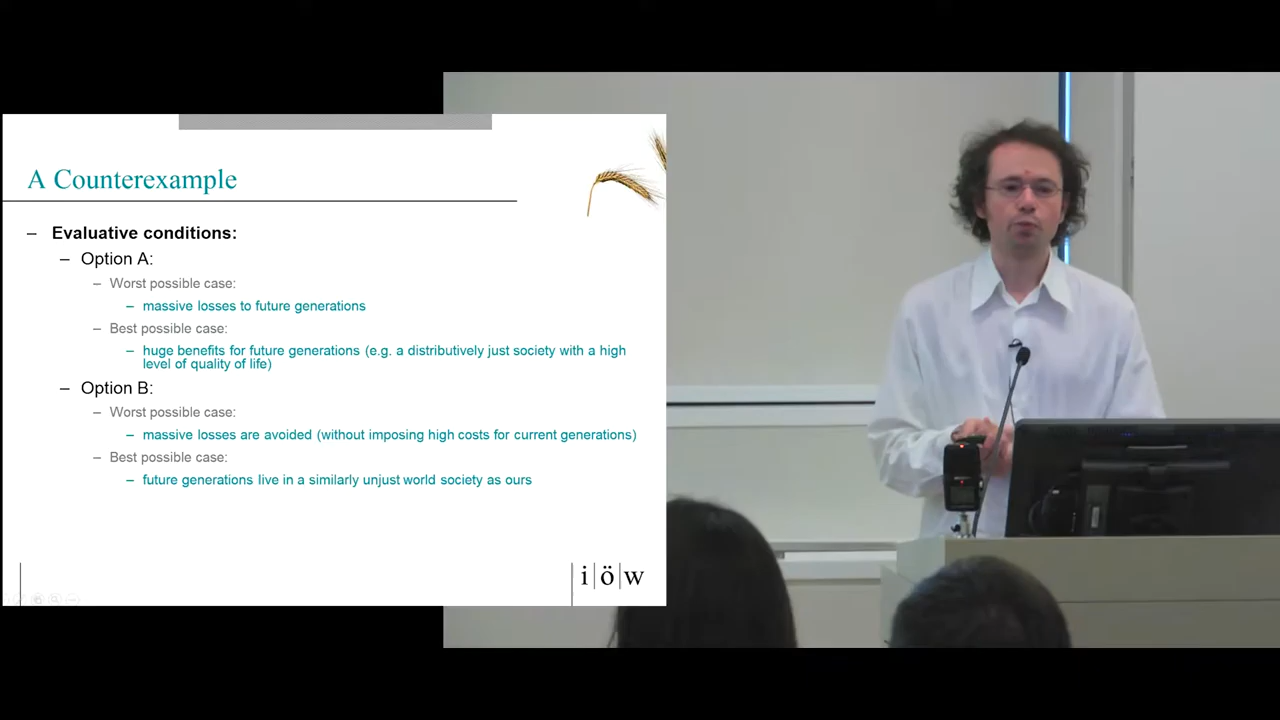 A Counterexample
– Evaluative conditions:
– Option A:
– Worst possible case:
– massive losses to future generations
– Best possible case:
– huge benefits for future generations (e.g. a distributively just society with a high
level of quality of life)
– Option B:
– Worst possible case:
– massive losses are avoided (without imposing high costs for current generations)
– Best possible case:
– future generations live in a similarly unjust world society as ours
i|ö|w